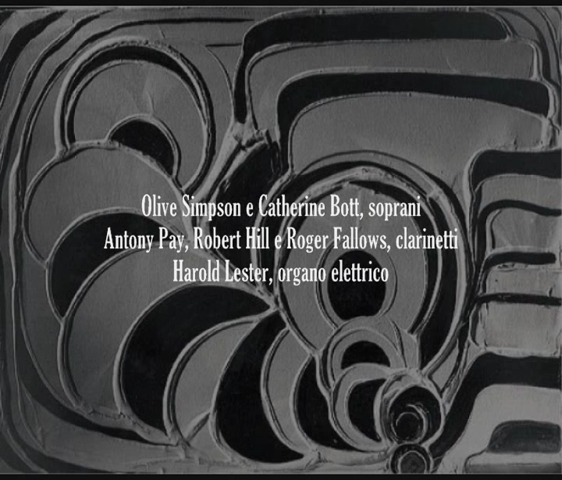 Olive Simpson e Catherine Bott, soprani
Antony Pay, Robert Hill e Roger Fallows, clarinetti
Harold Lester, organo elettrico